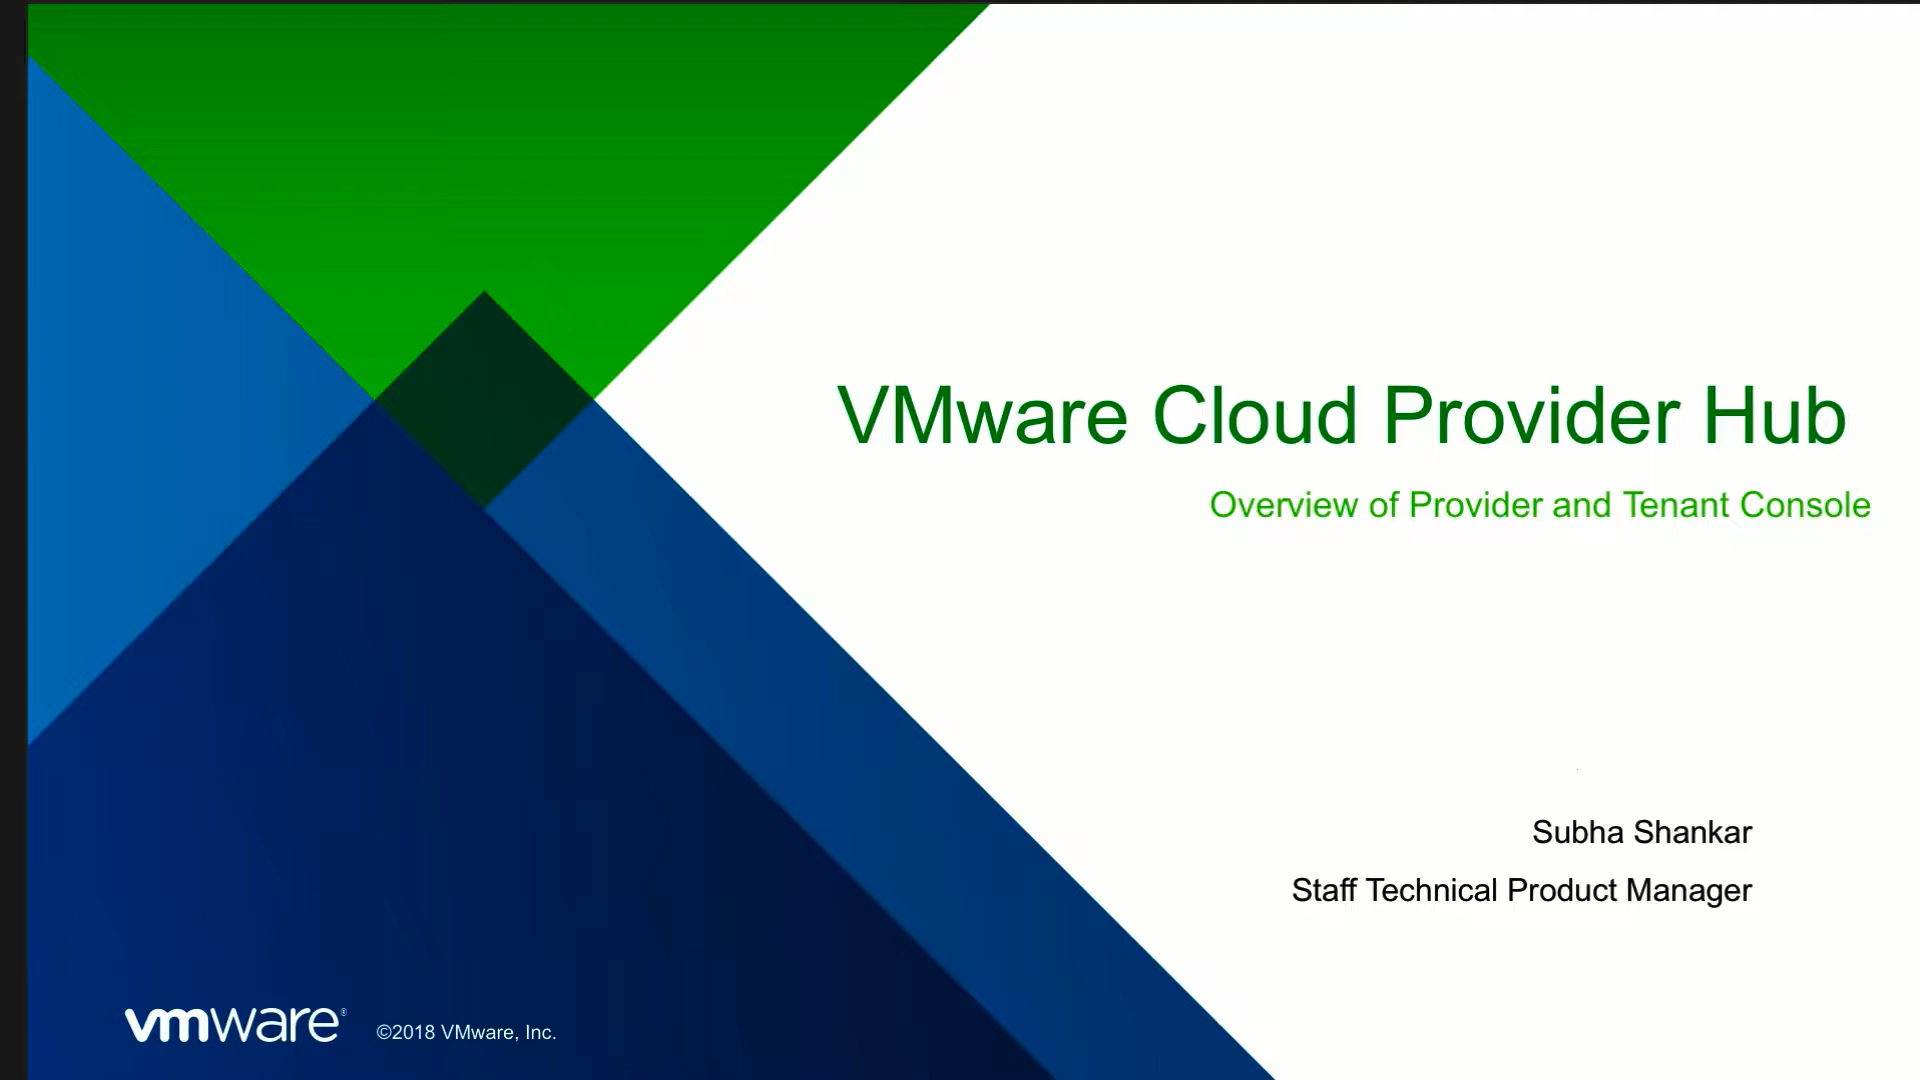 VMware Cloud Provider Hub
Overview of Provider and Tenant Console
Subha Shankar
Staff Technical Product Manager
vmware® ©2018 VMware, Inc.